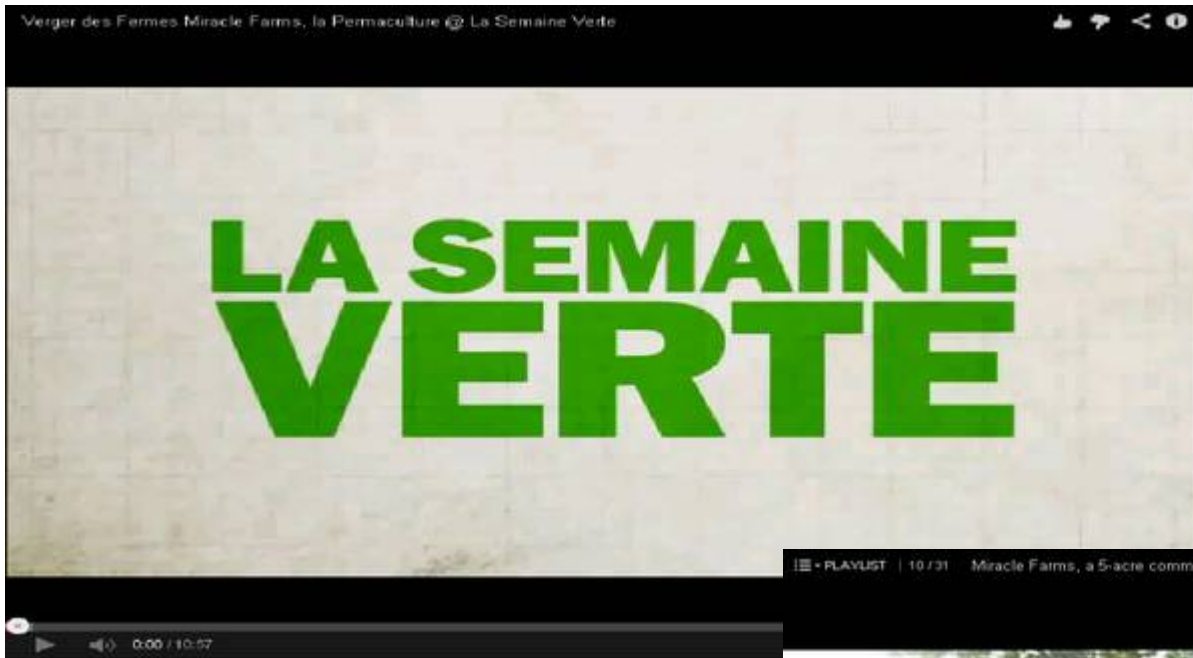 Verger des Fermes Miracle Farms, la Permaculture @ La Semaine Verte
LA SEMAINE
VERTE
PLAYLIST | 10/31 Miracle Farms, a 5-acre comm
0:00 / 10:57